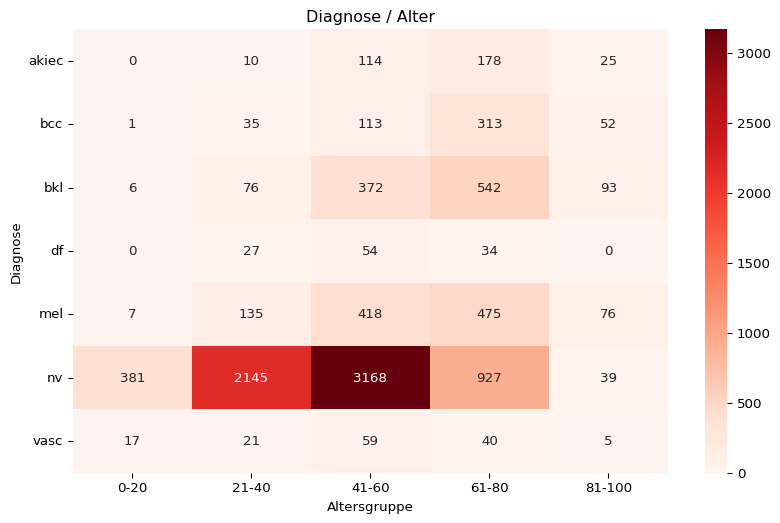 Diagnose / Alter
akiec 0 10 114 178 25
bcc 1 35 113 313 52
bkl 6 76 372 542 93
df 0 27 54 34 0
mel 7 135 418 475 76
nv 381 2145 3168 927 39
vasc 17 21 59 40 5
0-20 21-40 41-60 61-80 81-100
Altersgruppe
Diagnose
3000
2500
2000
1500
1000
500
0